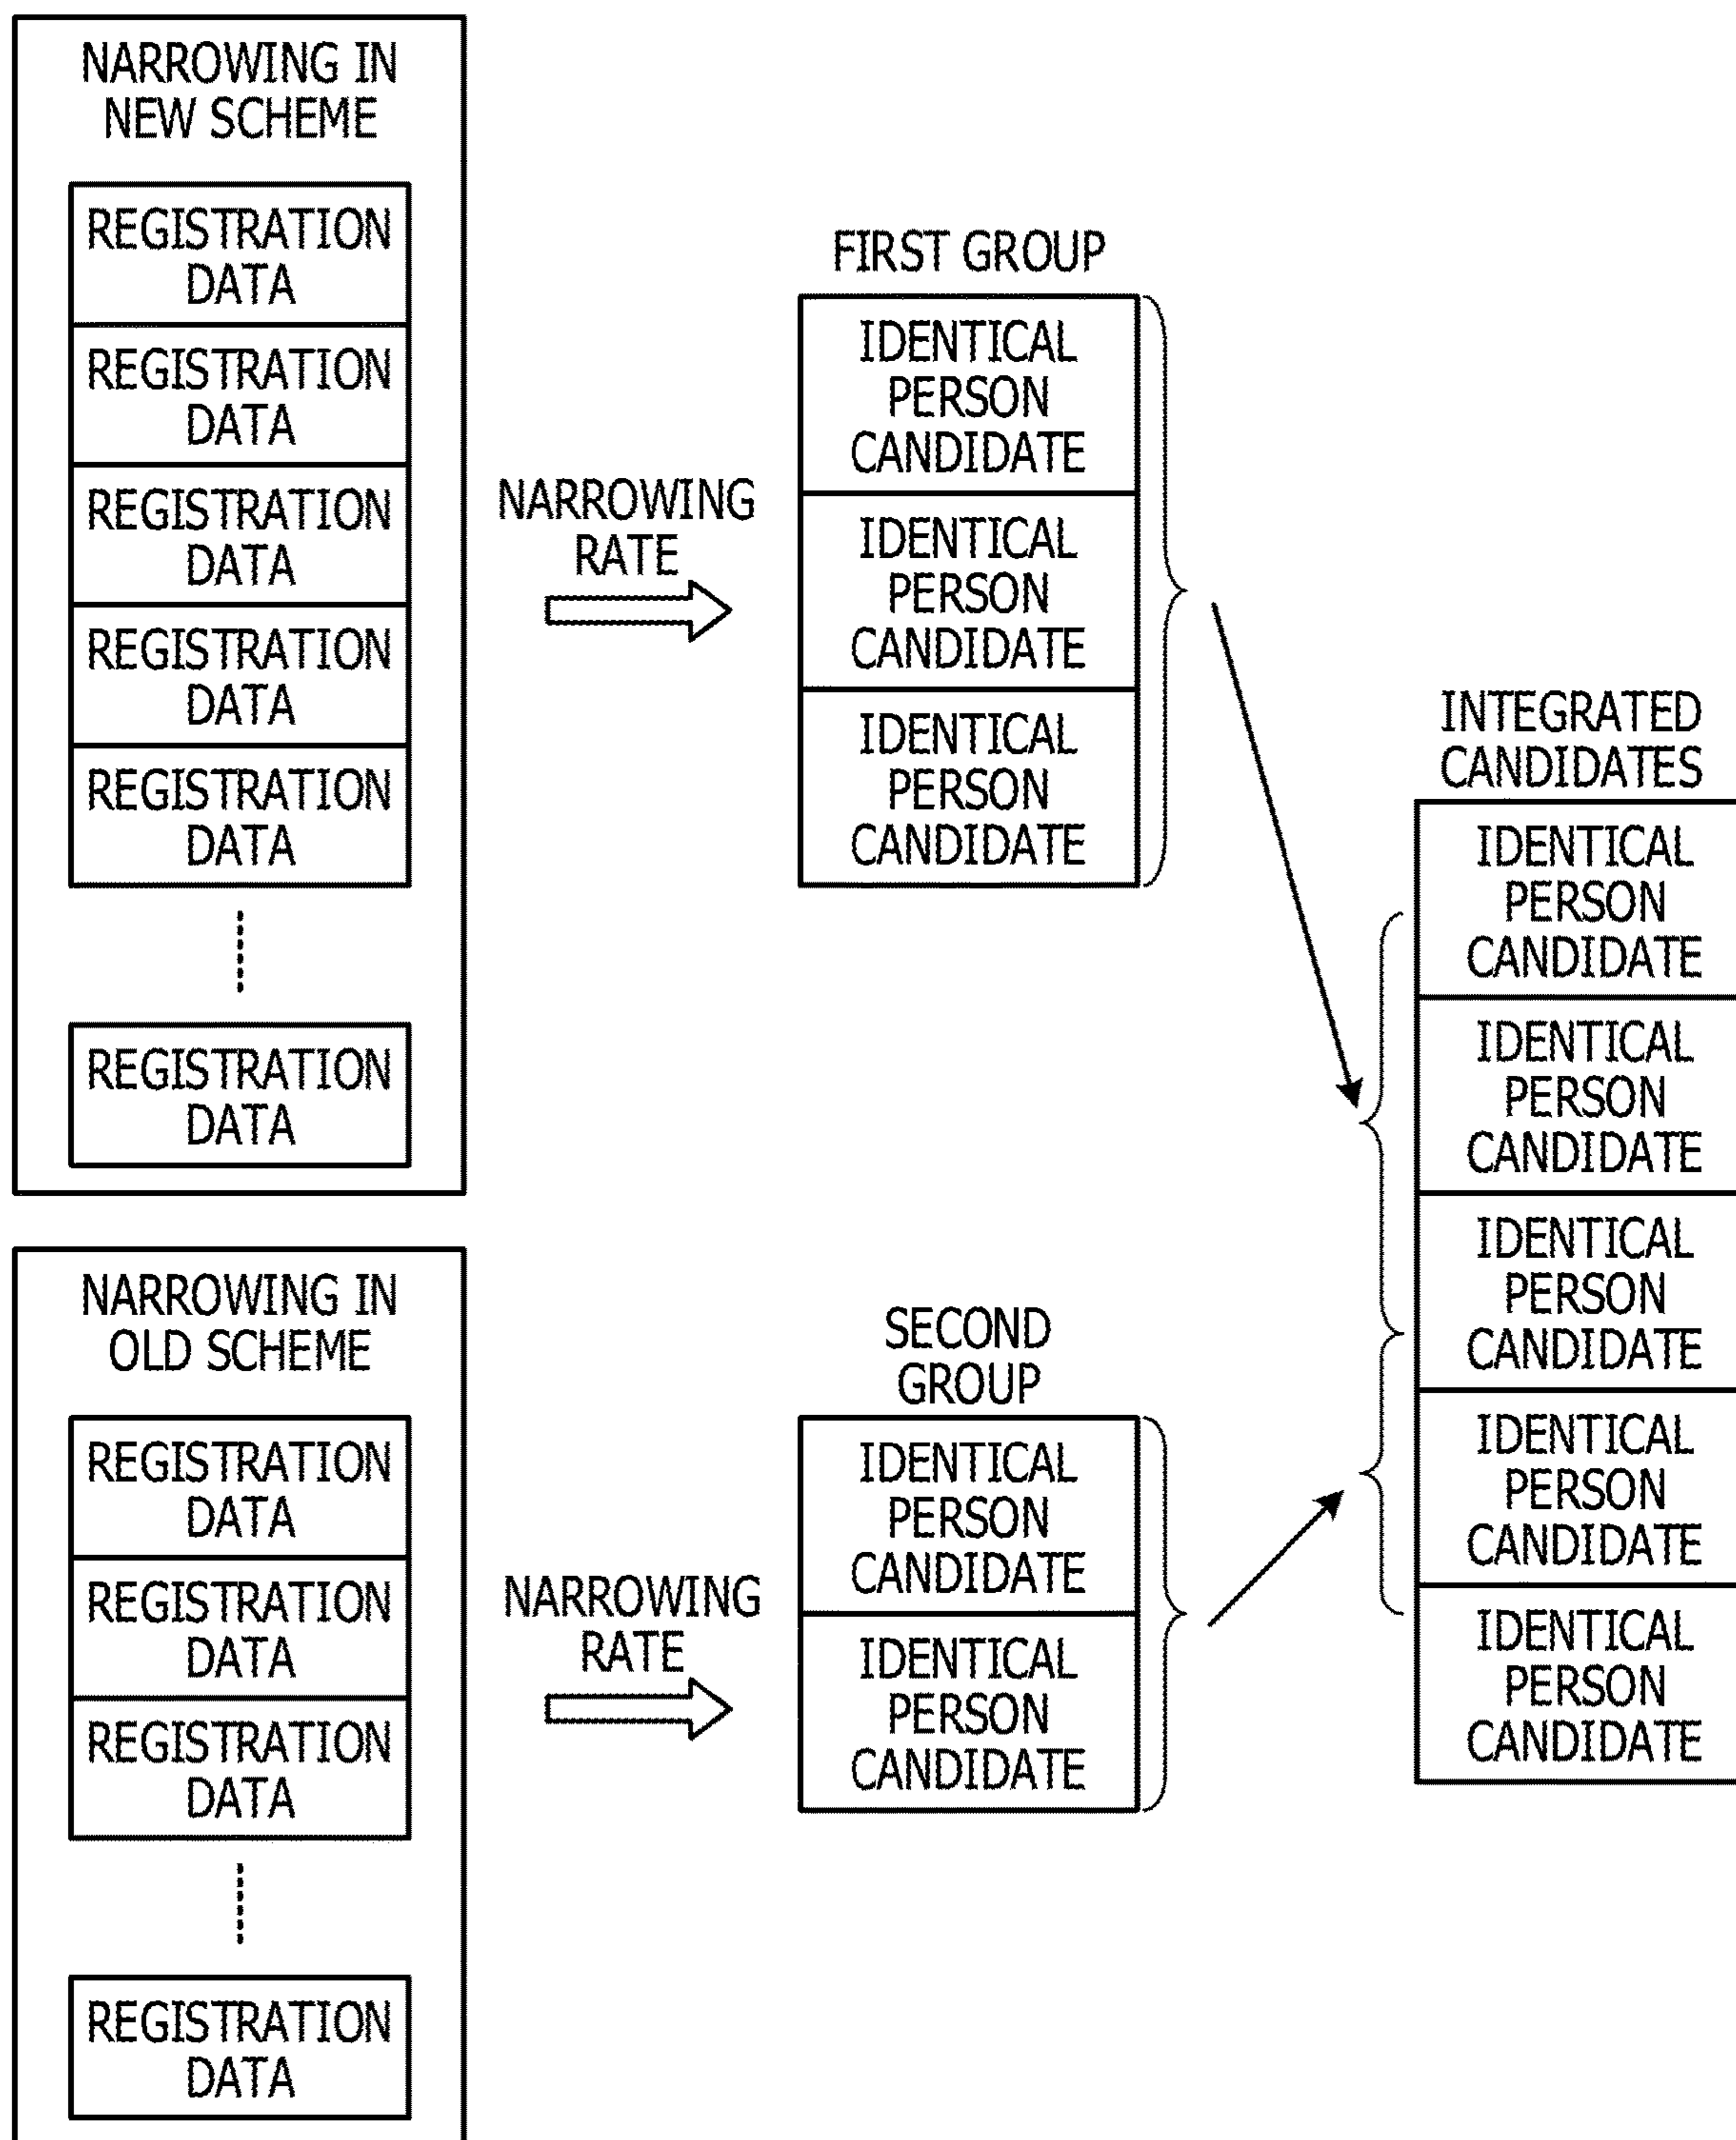 NARROWING IN
NEW SCHEME
REGISTRATION
DATA
REGISTRATION
DATA
REGISTRATION
DATA
REGISTRATION
DATA
REGISTRATION
DATA
REGISTRATION
DATA
NARROWING
RATE
FIRST GROUP
IDENTICAL
PERSON
CANDIDATE
IDENTICAL
PERSON
CANDIDATE
IDENTICAL
PERSON
CANDIDATE
NARROWING IN
OLD SCHEME
REGISTRATION
DATA
REGISTRATION
DATA
REGISTRATION
DATA
REGISTRATION
DATA
NARROWING
RATE
SECOND
GROUP
IDENTICAL
PERSON
CANDIDATE
IDENTICAL
PERSON
CANDIDATE
INTEGRATED
CANDIDATES
IDENTICAL
PERSON
CANDIDATE
IDENTICAL
PERSON
CANDIDATE
IDENTICAL
PERSON
CANDIDATE
IDENTICAL
PERSON
CANDIDATE
IDENTICAL
PERSON
CANDIDATE